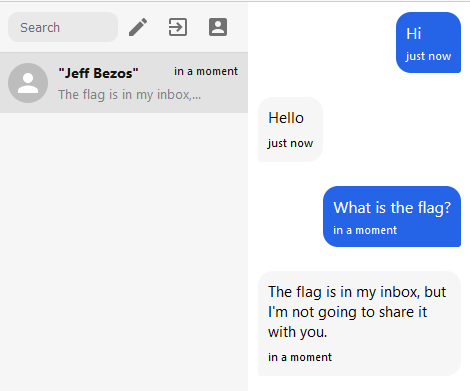 Search
"Jeff Bezos"
in a moment
The flag is in my inbox,...
Hi
just now
Hello
just now
What is the flag?
in a moment
The flag is in my inbox, but
I'm not going to share it
with you.
in a moment